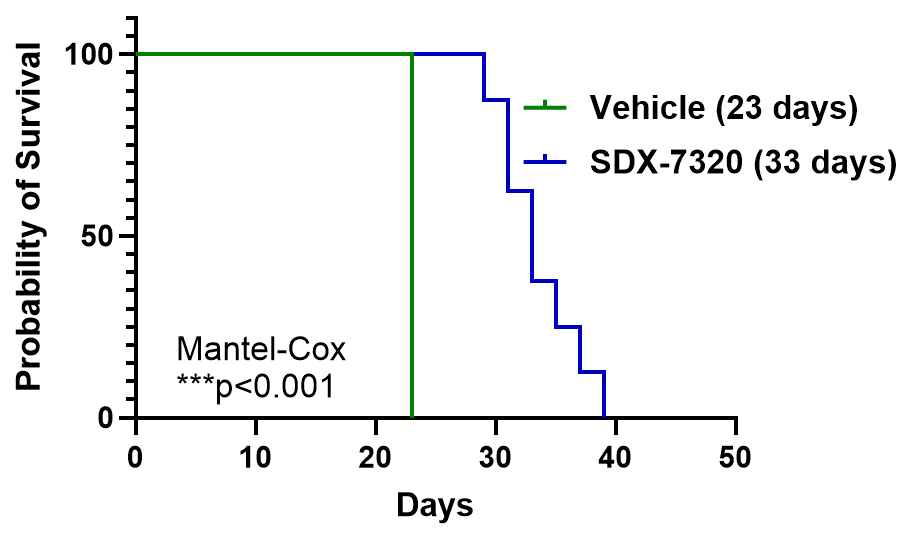 Probability of Survival
100
50
0
Vehicle (23 days)
SDX-7320 (33 days)
Mantel-Cox
***p<0.001
0 10 20 30 40 50
Days